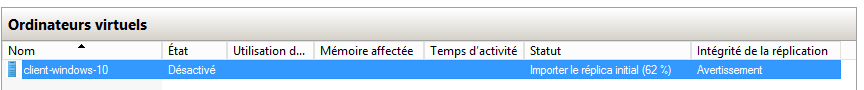 Ordinateurs virtuels
Nom État Utilisation d... Mémoire affectée Temps d'activité Statut Intégrité de la réplication
client-windows-10 Désactivé Importer le réplica initial (62 %) Avertissement